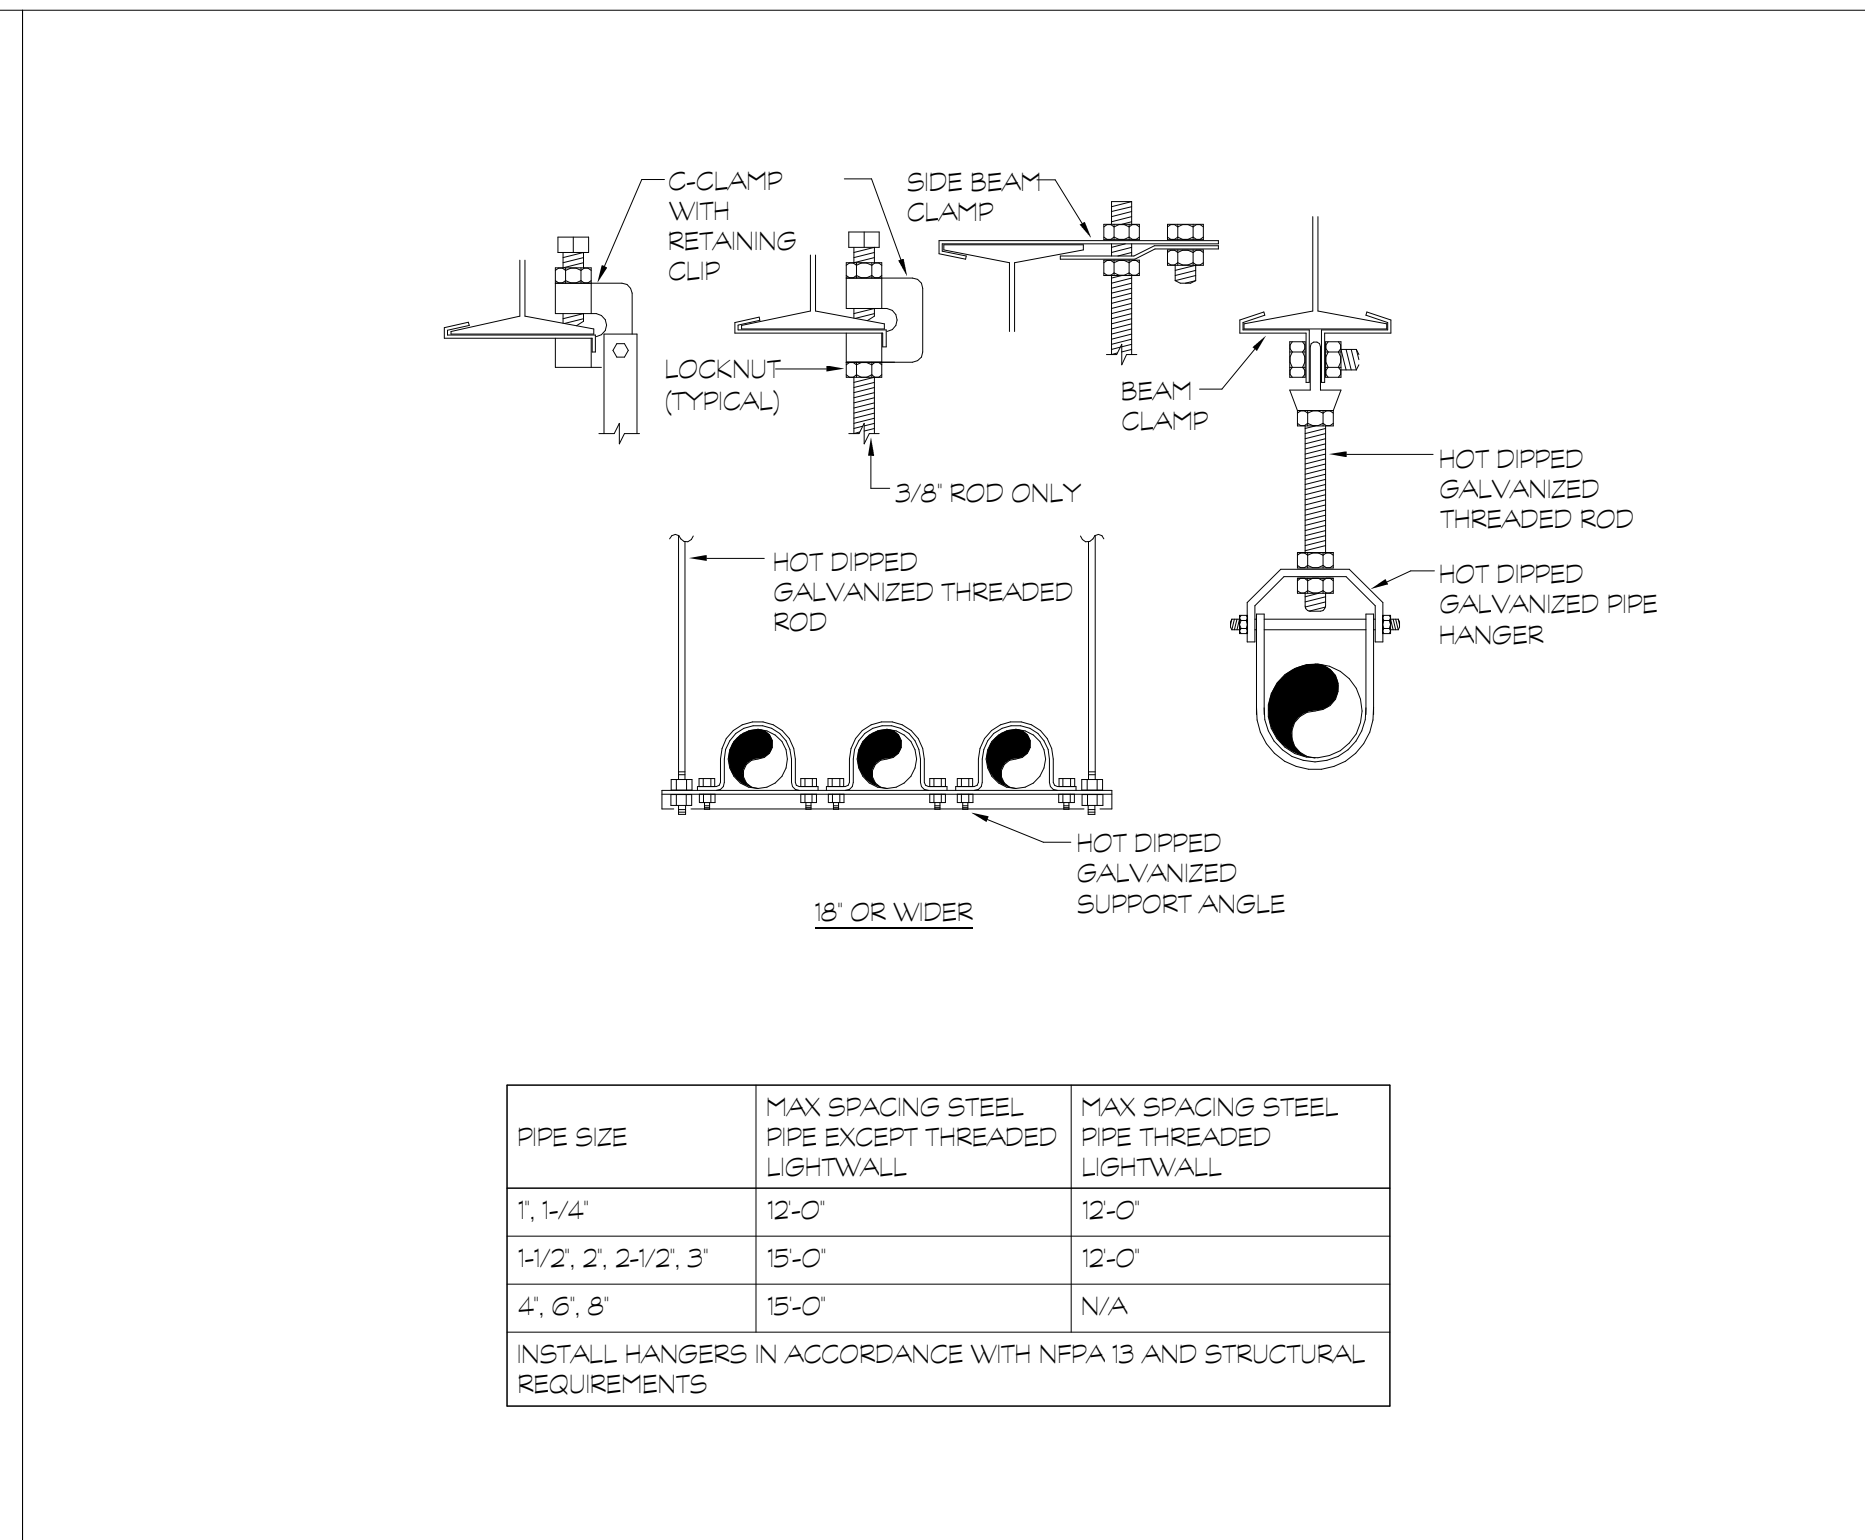 C-CLAMP
WITH
RETAINING
CLIP
SIDE BEAM
CLAMP
LOCKNUT
(TYPICAL)
BEAM
CLAMP
3/8" ROD ONLY
HOT DIPPED
GALVANIZED
THREADED ROD
HOT DIPPED
GALVANIZED THREADED
ROD
HOT DIPPED
GALVANIZED PIPE
HANGER
HOT DIPPED
GALVANIZED
SUPPORT ANGLE
18" OR WIDER
PIPE SIZE
MAX SPACING STEEL
PIPE EXCEPT THREADED
LIGHTWALL
MAX SPACING STEEL
PIPE THREADED
LIGHTWALL
1", 1-/4"
12'-0"
12'-0"
1-1/2", 2", 2-1/2", 3"
15'-0"
12'-0"
4", 6", 8"
15'-0"
N/A
INSTALL HANGERS IN ACCORDANCE WITH NFPA 13 AND STRUCTURAL
REQUIREMENTS